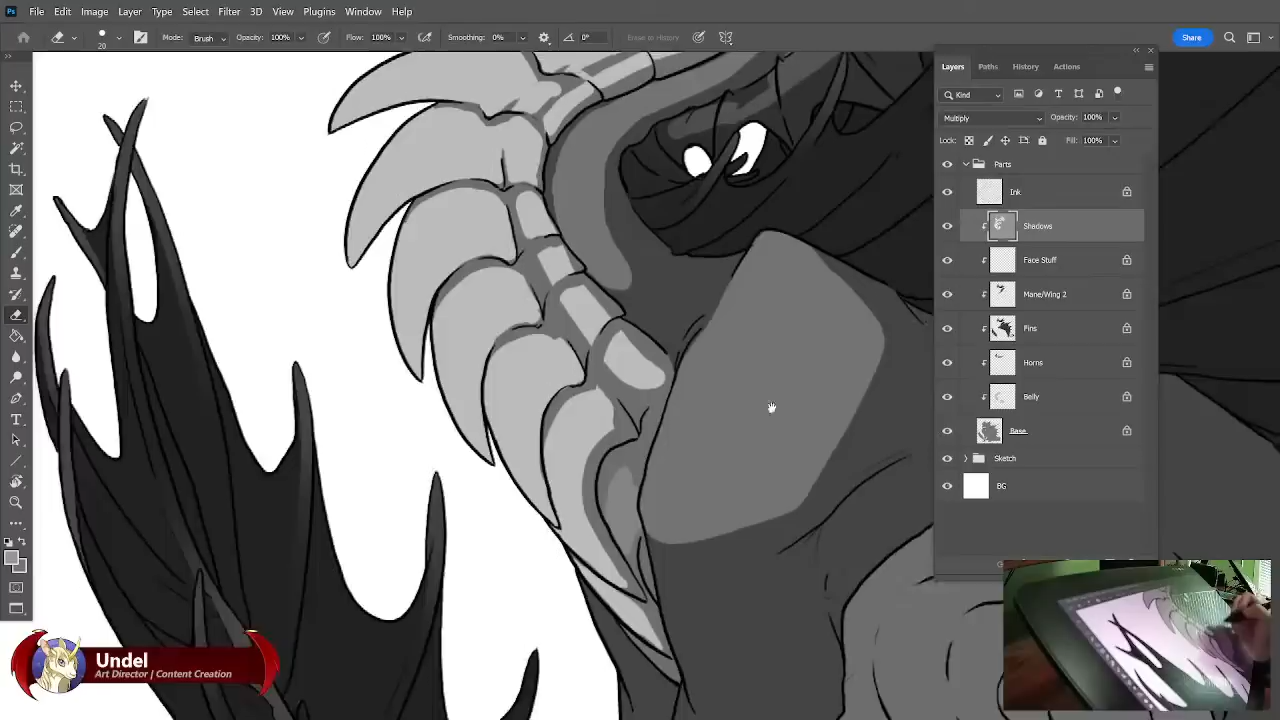 Ps File Edit Image Layer Type Select Filter 3D View Plugins Window Help
20 Mode: Brush Opacity: 100% Flow: 100% Smoothing: 0% 0° Erase to History Share
Layers Paths History Actions
Kind
Multiply Opacity: 100%
Lock: Fill: 100%
Parts
Ink
Shadows
Face Stuff
Mane/Wing 2
Fins
Horns
Belly
Base
Sketch
BG
Undel
Art Director | Content Creation